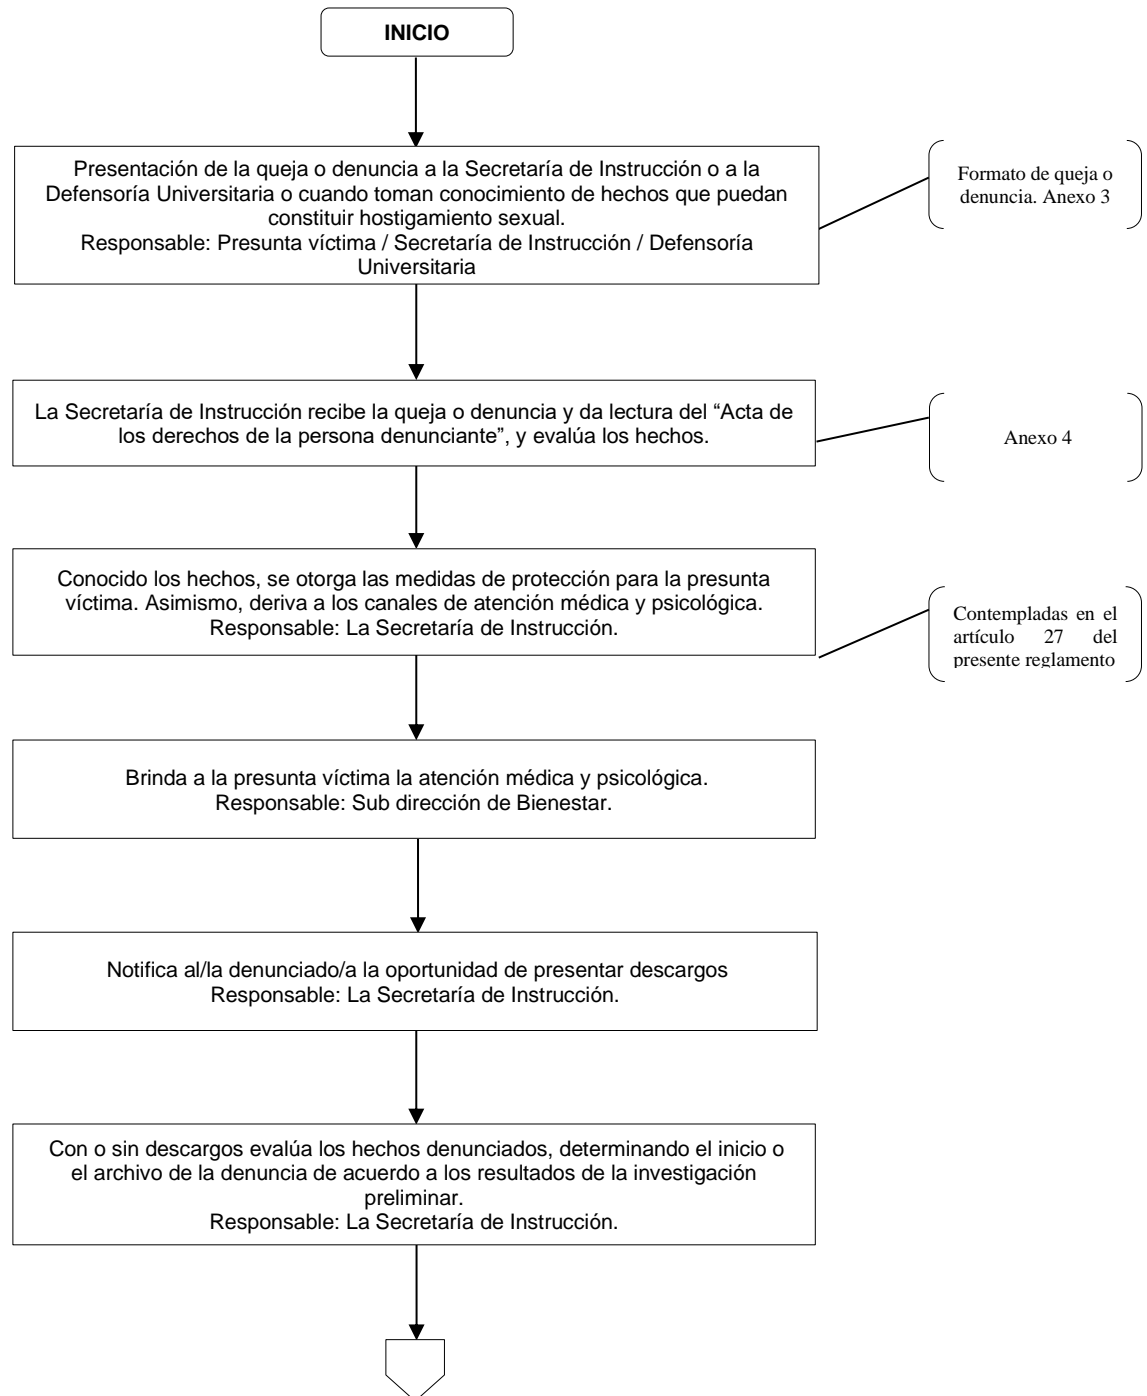 INICIO
Presentación de la queja o denuncia a la Secretaría de Instrucción o a la
Defensoría Universitaria o cuando toman conocimiento de hechos que puedan
constituir hostigamiento sexual.
Responsable: Presunta víctima / Secretaría de Instrucción / Defensoría
Universitaria
Formato de queja o
denuncia. Anexo 3
La Secretaría de Instrucción recibe la queja o denuncia y da lectura del “Acta de
los derechos de la persona denunciante”, y evalúa los hechos.
Anexo 4
Conocido los hechos, se otorga las medidas de protección para la presunta
víctima. Asimismo, deriva a los canales de atención médica y psicológica.
Responsable: La Secretaría de Instrucción.
Contempladas en el
artículo 27 del
presente reglamento
Brinda a la presunta víctima la atención médica y psicológica.
Responsable: Sub dirección de Bienestar.
Notifica al/la denunciado/a la oportunidad de presentar descargos
Responsable: La Secretaría de Instrucción.
Con o sin descargos evalúa los hechos denunciados, determinando el inicio o
el archivo de la denuncia de acuerdo a los resultados de la investigación
preliminar.
Responsable: La Secretaría de Instrucción.